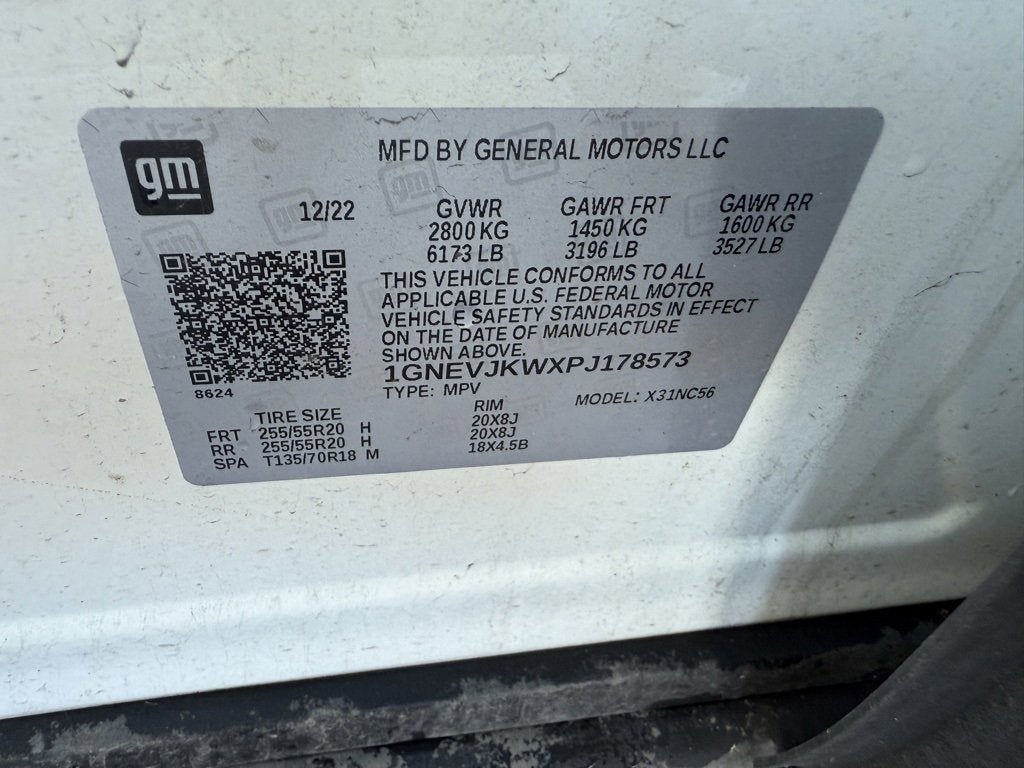 gm
MFD BY GENERAL MOTORS LLC
12/22 GVWR GAWR FRT GAWR RR
2800 KG 1450 KG 1600 KG
6173 LB 3196 LB 3527 LB
THIS VEHICLE CONFORMS TO ALL
APPLICABLE U.S. FEDERAL MOTOR
VEHICLE SAFETY STANDARDS IN EFFECT
ON THE DATE OF MANUFACTURE
SHOWN ABOVE.
1GNEVJKWXPJ178573
8624
TYPE: MPV MODEL: X31NC56
TIRE SIZE RIM
FRT 255/55R20 H 20X8J
RR 255/55R20 H 20X8J
SPA T135/70R18 M 18X4.5B